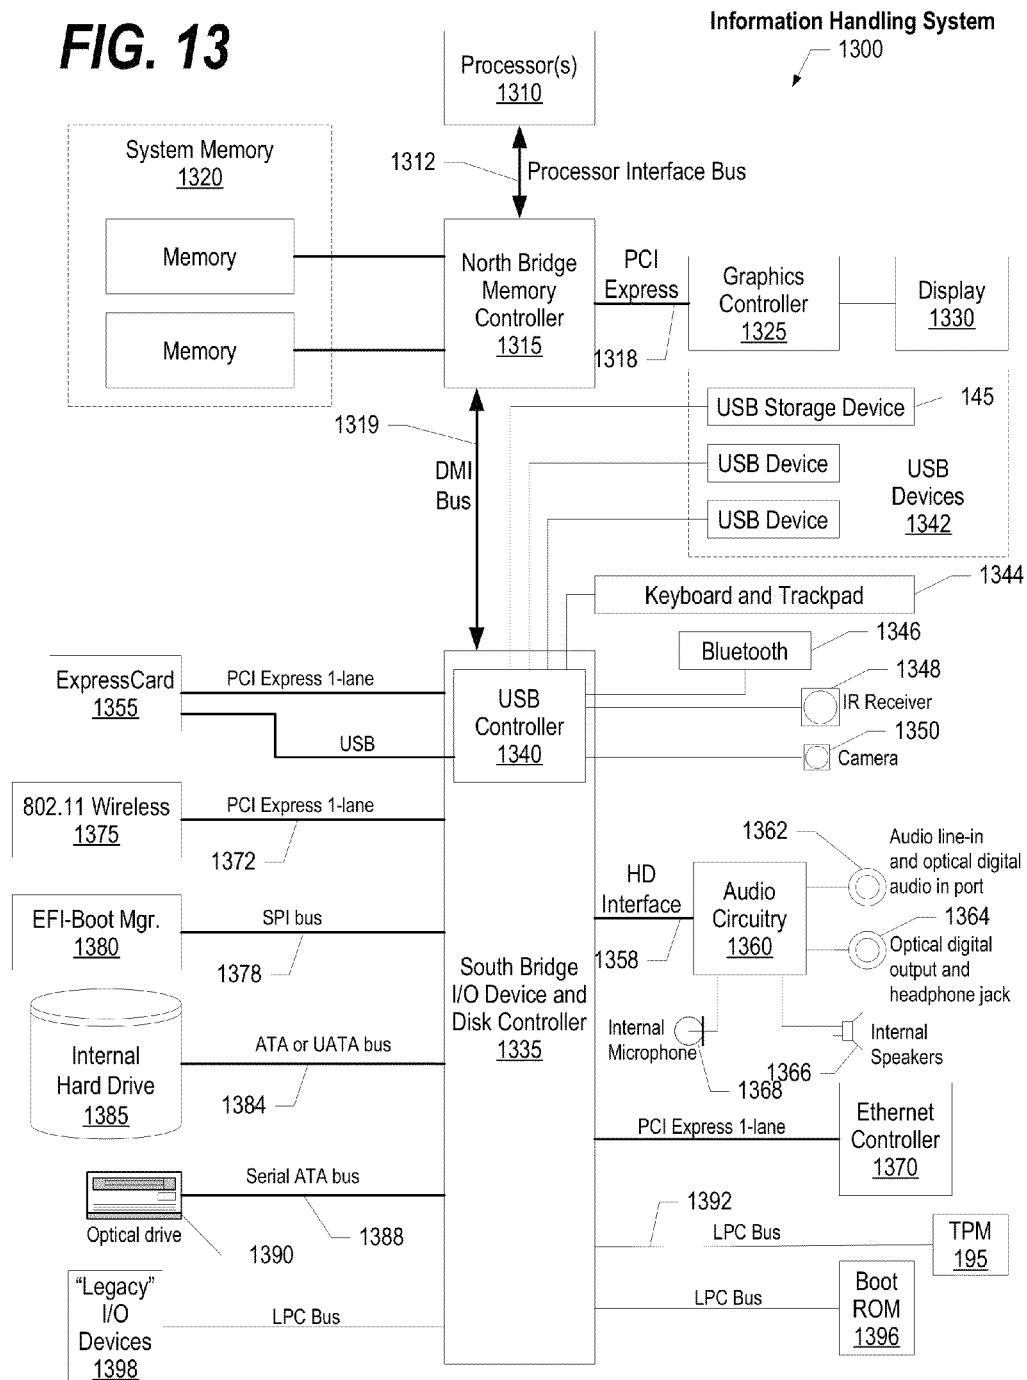 FIG. 13
Information Handling System
1300
Processor(s)
1310
1312
Processor Interface Bus
System Memory
1320
Memory
Memory
North Bridge
Memory
Controller
1315
PCI
Express
1318
Graphics
Controller
1325
Display
1330
1319
DMI
Bus
USB Storage Device
145
USB Device
USB Device
USB
Devices
1342
1344
Keyboard and Trackpad
1346
Bluetooth
1348
IR Receiver
1350
Camera
ExpressCard
1355
PCI Express 1-lane
USB
USB
Controller
1340
802.11 Wireless
1375
PCI Express 1-lane
1372
EFI-Boot Mgr.
1380
SPI bus
1378
Internal
Hard Drive
1385
ATA or UATA bus
1384
South Bridge
I/O Device and
Disk Controller
1335
HD
Interface
1358
Audio
Circuitry
1360
1362
Audio line-in
and optical digital
audio in port
1364
Optical digital
output and
headphone jack
Internal
Microphone
1368
1366
Internal
Speakers
PCI Express 1-lane
Ethernet
Controller
1370
Serial ATA bus
1388
Optical drive
1390
1392
LPC Bus
TPM
195
"Legacy"
I/O
Devices
1398
LPC Bus
LPC Bus
Boot
ROM
1396